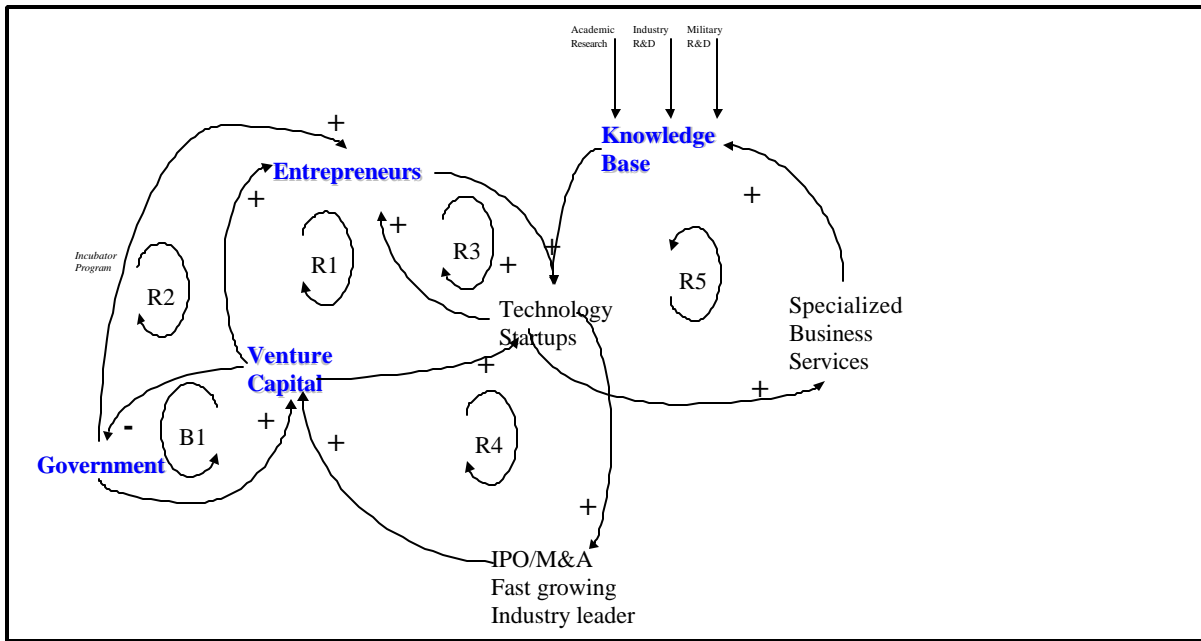 Academic
Research
Industry
R&D
Military
R&D
+
Knowledge
Base
Entrepreneurs
+
+
+
R3
+
+
Incubator
Program
R2
R1
R5
Technology
Startups
Specialized
Business
Services
Venture
Capital
+
+
-
B1
+
+
R4
Government
+
IPO/M&A
Fast growing
Industry leader